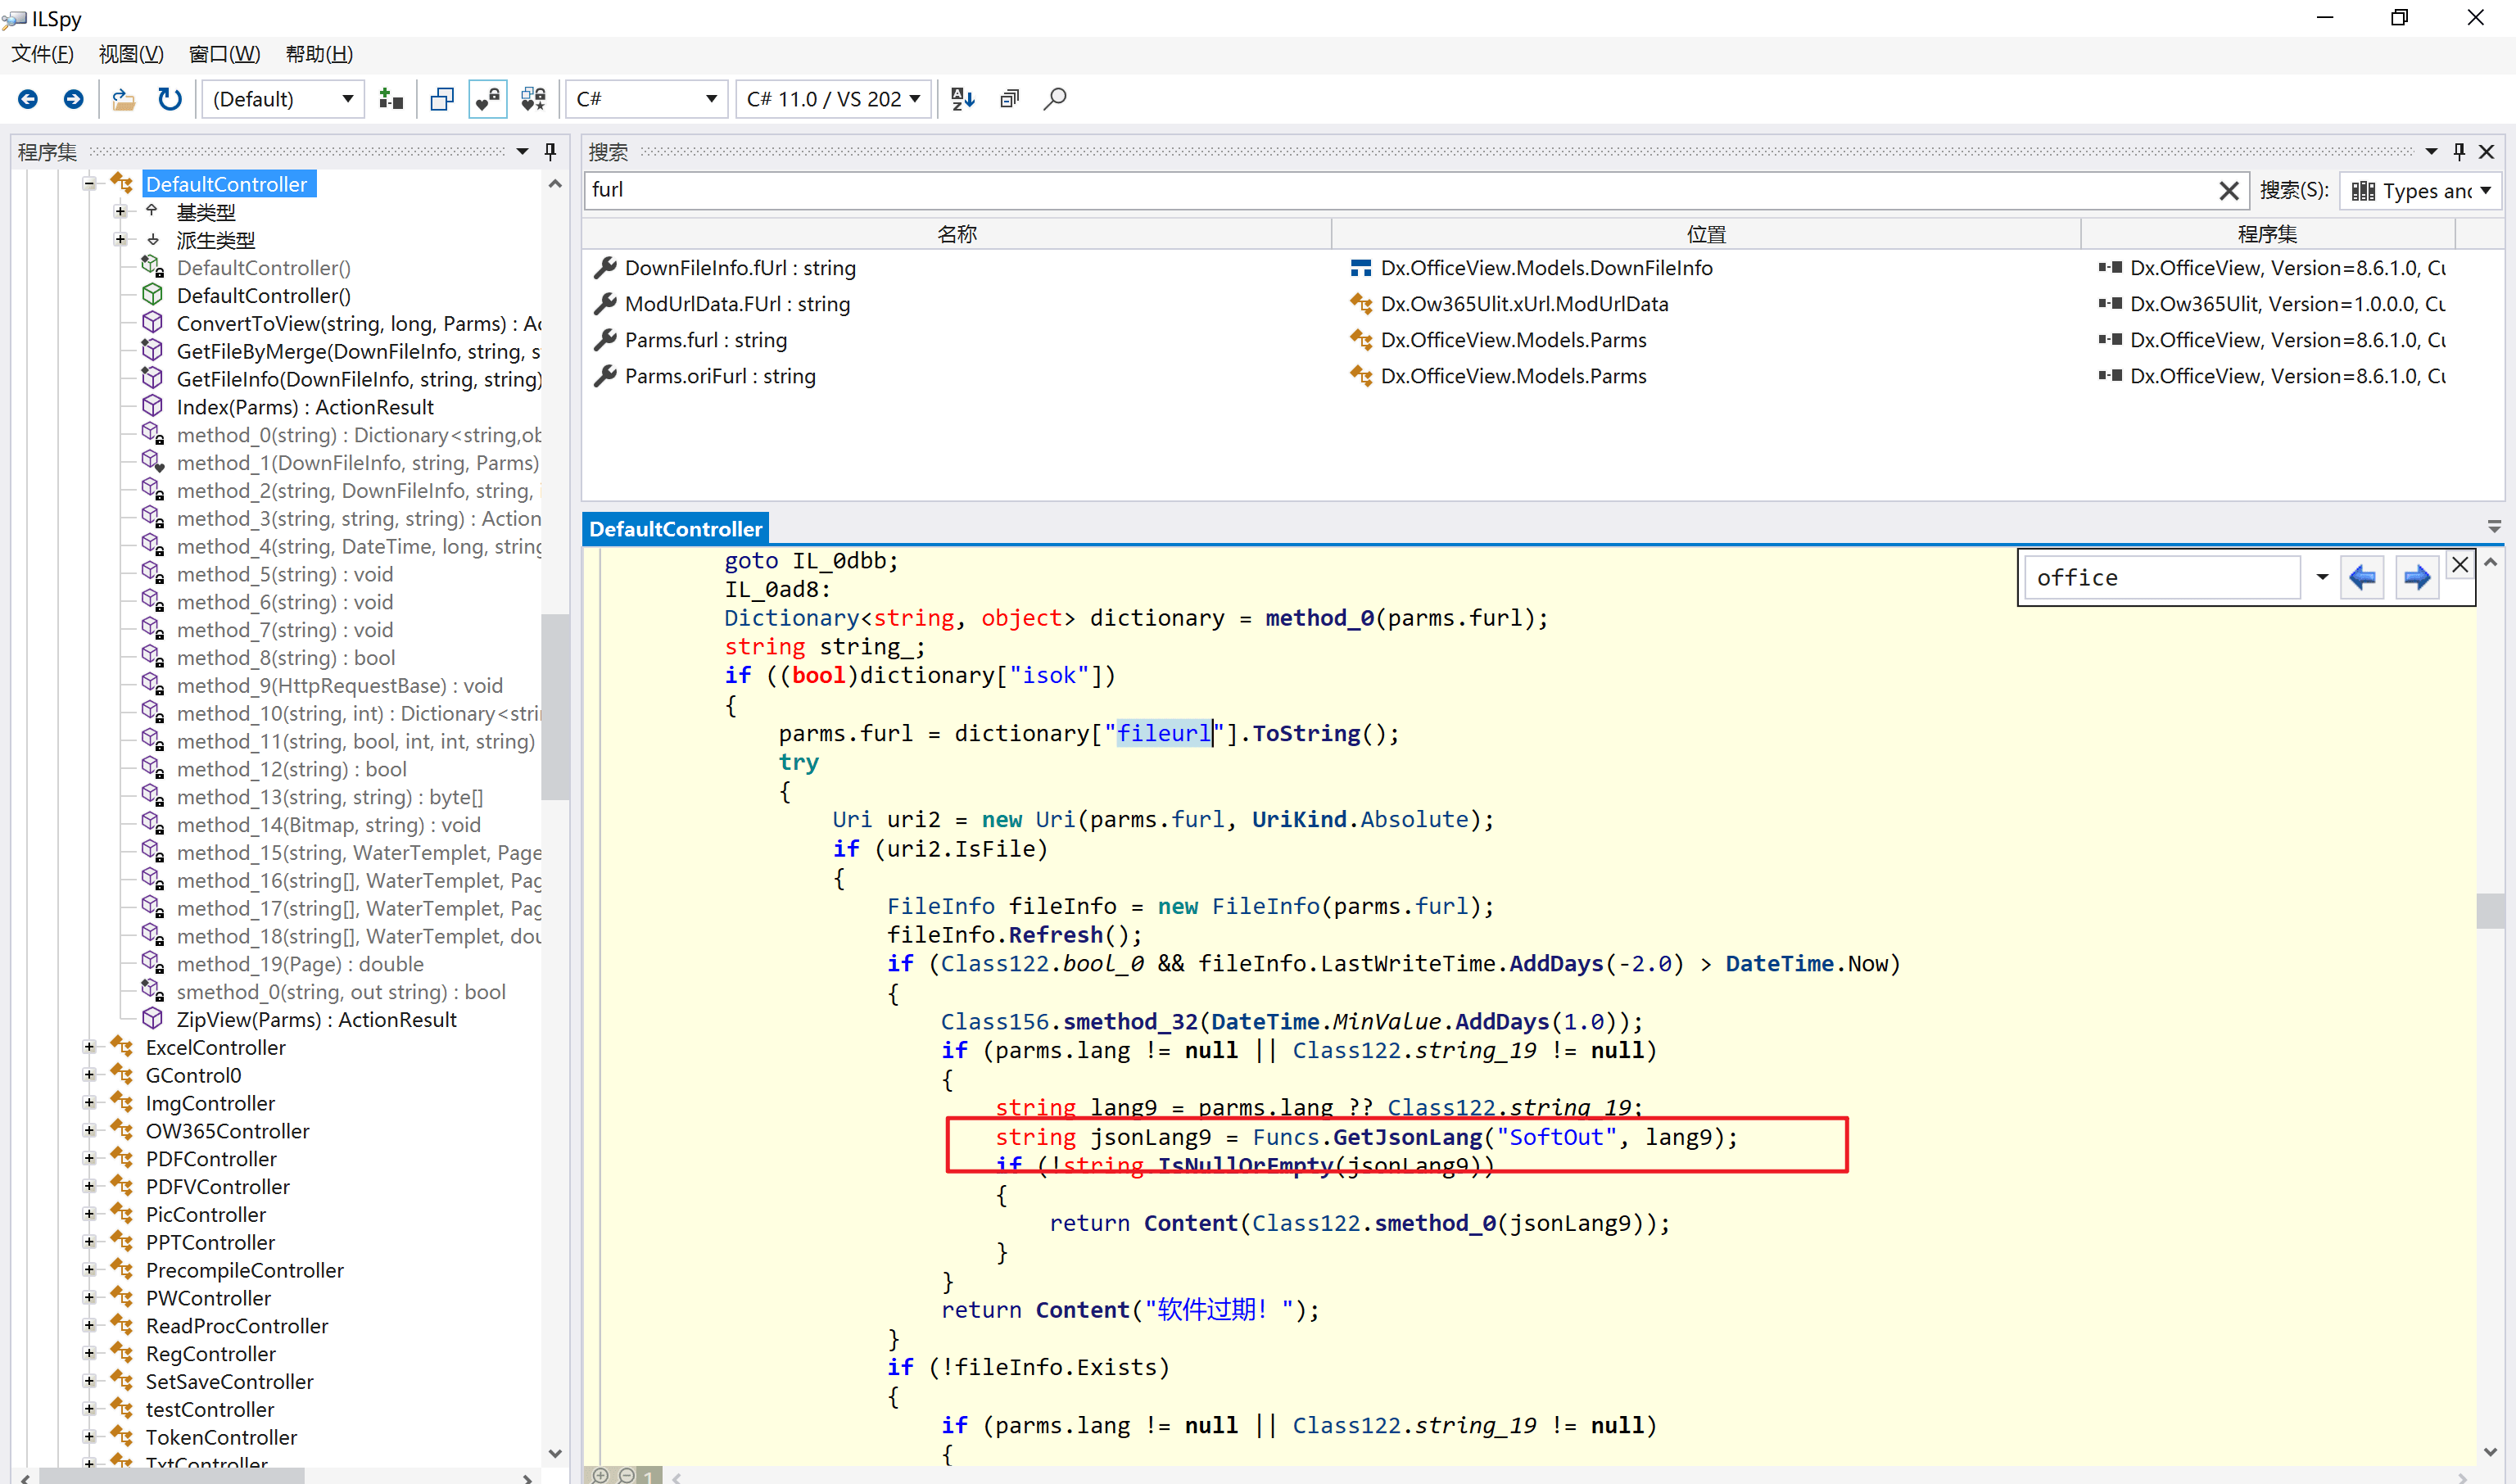 ILSpy
文件(F) 视图(V) 窗口(W) 帮助(H)
(Default) C# C# 11.0 / VS 202
程序集
DefaultController
基类型
派生类型
DefaultController()
DefaultController()
ConvertToView(string, long, Parms) : Ac
GetFileByMerge(DownFileInfo, string, s
GetFileInfo(DownFileInfo, string, string)
Index(Parms) : ActionResult
method_0(string) : Dictionary<string,ob
method_1(DownFileInfo, string, Parms)
method_2(string, DownFileInfo, string,
method_3(string, string, string) : Action
method_4(string, DateTime, long, string
method_5(string) : void
method_6(string) : void
method_7(string) : void
method_8(string) : bool
method_9(HttpRequestBase) : void
method_10(string, int) : Dictionary<stri
method_11(string, bool, int, int, string)
method_12(string) : bool
method_13(string, string) : byte[]
method_14(Bitmap, string) : void
method_15(string, WaterTemplet, Page
method_16(string[], WaterTemplet, Pag
method_17(string[], WaterTemplet, Pag
method_18(string[], WaterTemplet, dou
method_19(Page) : double
smethod_0(string, out string) : bool
ZipView(Parms) : ActionResult
ExcelController
GControl0
ImgController
OW365Controller
PDFController
PDFVController
PicController
PPTController
PrecompileController
PWController
ReadProcController
RegController
SetSaveController
testController
TokenController
TxtController
搜索
furl 搜索(S): Types and
名称 位置 程序集
DownFileInfo.fUrl : string Dx.OfficeView.Models.DownFileInfo Dx.OfficeView, Version=8.6.1.0, Cu
ModUrlData.FUrl : string Dx.Ow365Ulit.xUrl.ModUrlData Dx.Ow365Ulit, Version=1.0.0.0, Cu
Parms.furl : string Dx.OfficeView.Models.Parms Dx.OfficeView, Version=8.6.1.0, Cu
Parms.oriFurl : string Dx.OfficeView.Models.Parms Dx.OfficeView, Version=8.6.1.0, Cu
DefaultController
office
goto IL_0dbb;
IL_0ad8:
Dictionary<string, object> dictionary = method_0(parms.furl);
string string_;
if ((bool)dictionary["isok"])
{
parms.furl = dictionary["fileurl"].ToString();
try
{
Uri uri2 = new Uri(parms.furl, UriKind.Absolute);
if (uri2.IsFile)
{
FileInfo fileInfo = new FileInfo(parms.furl);
fileInfo.Refresh();
if (Class122.bool_0 && fileInfo.LastWriteTime.AddDays(-2.0) > DateTime.Now)
{
Class156.smethod_32(DateTime.MinValue.AddDays(1.0));
if (parms.lang != null || Class122.string_19 != null)
{
string lang9 = parms.lang ?? Class122.string_19;
string jsonLang9 = Funcs.GetJsonLang("SoftOut", lang9);
if (!string.IsNullOrEmpty(jsonLang9))
{
return Content(Class122.smethod_0(jsonLang9));
}
}
return Content("软件过期！");
}
if (!fileInfo.Exists)
{
if (parms.lang != null || Class122.string_19 != null)
{
1